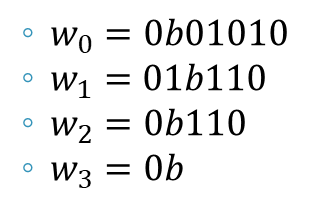 ◦ w₀ = 0b01010
◦ w₁ = 01b110
◦ w₂ = 0b110
◦ w₃ = 0b